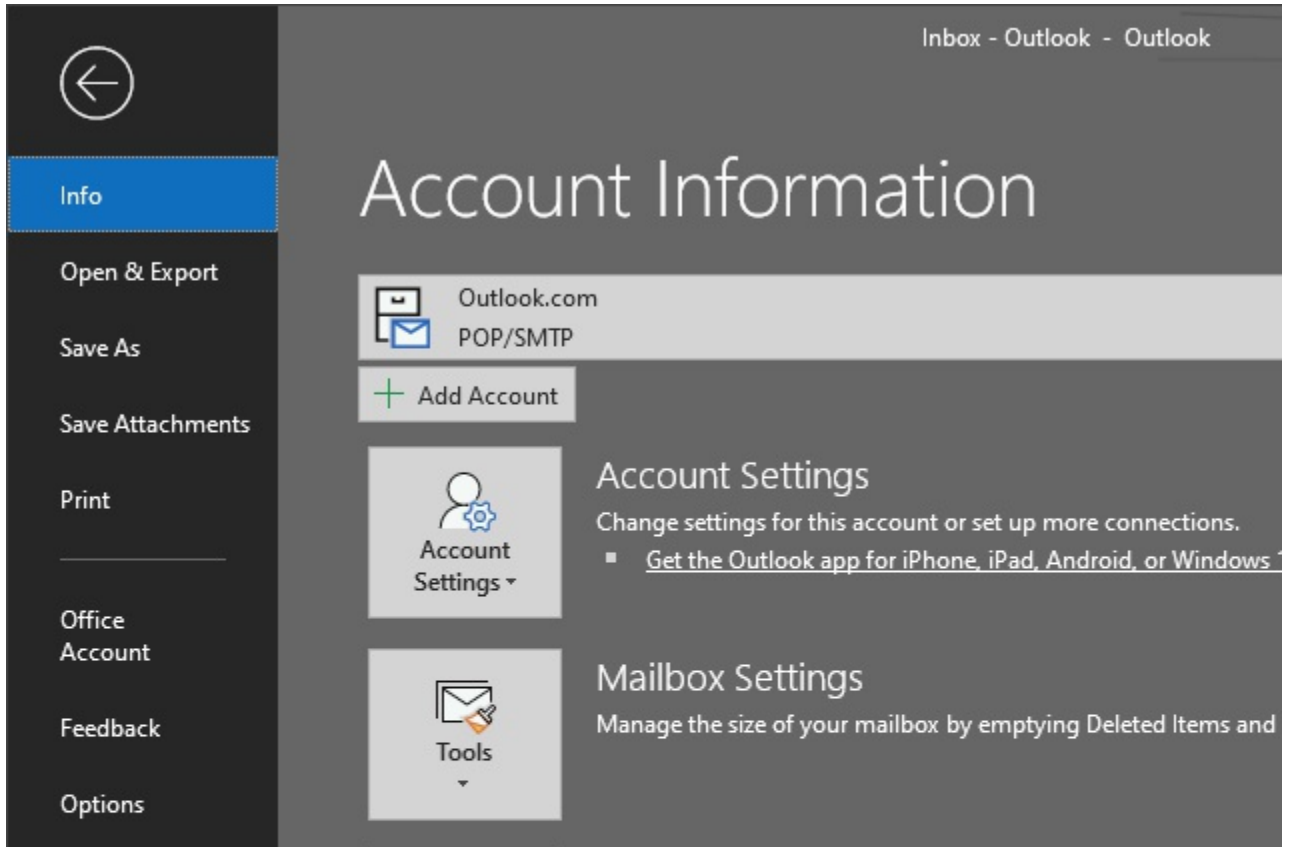 Inbox - Outlook - Outlook
Info
Open & Export
Save As
Save Attachments
Print
Office
Account
Feedback
Options
Account Information
Outlook.com
POP/SMTP
Add Account
Account
Settings
Account Settings
Change settings for this account or set up more connections.
Get the Outlook app for iPhone, iPad, Android, or Windows
Tools
Mailbox Settings
Manage the size of your mailbox by emptying Deleted Items and